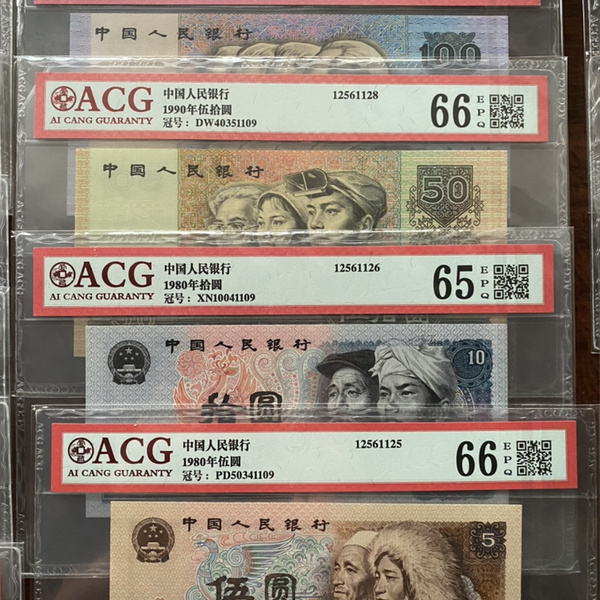 中国人民银行
100
ACG
AI CANG GUARANTY
中国人民银行
1990年伍拾圆
冠号: DW40351109
12561128
66
EPQ
中国人民银行
50
ACG
AI CANG GUARANTY
中国人民银行
1980年拾圆
冠号: XN10041109
12561126
65
EPQ
中国人民银行
10
拾圆
ACG
AI CANG GUARANTY
中国人民银行
1980年伍圆
冠号: PD50341109
12561125
66
EPQ
中国人民银行
5
伍圆